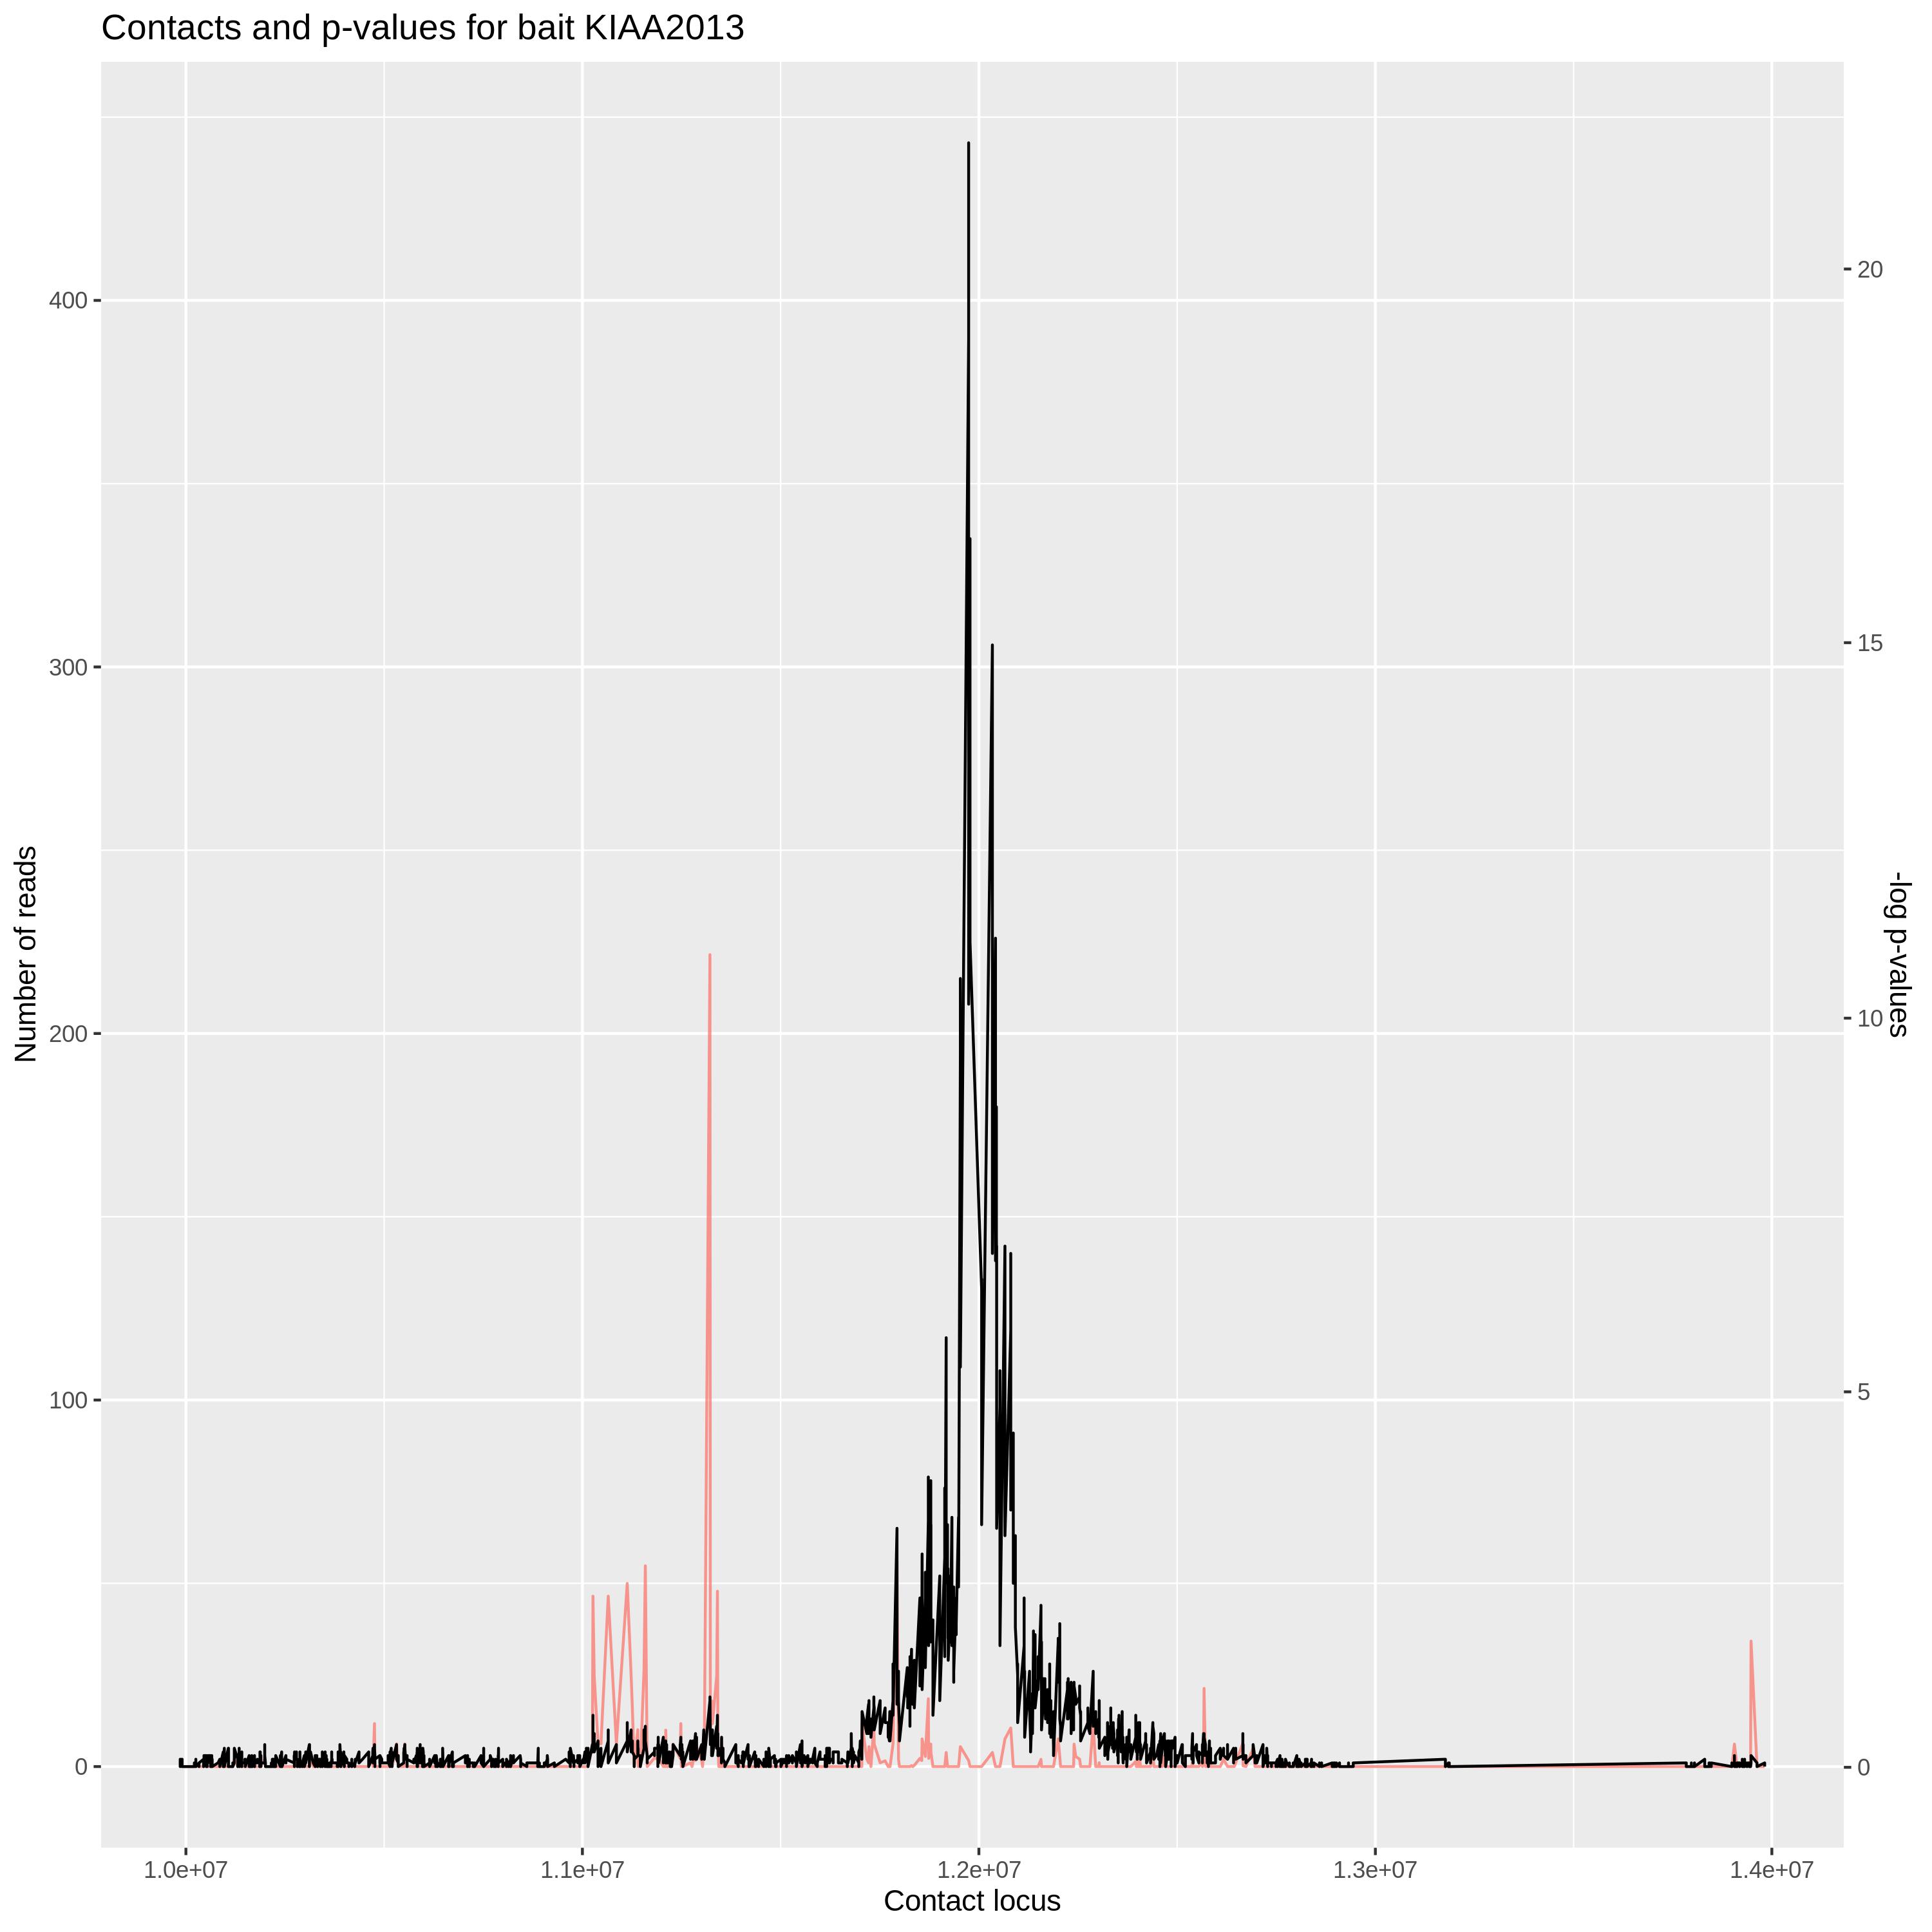 Contacts and p-values for bait KIAA2013
400
300
200
100
0
Number of reads
20
15
10
5
0
-log p-values
1.0e+07
1.1e+07
1.2e+07
1.3e+07
1.4e+07
Contact locus